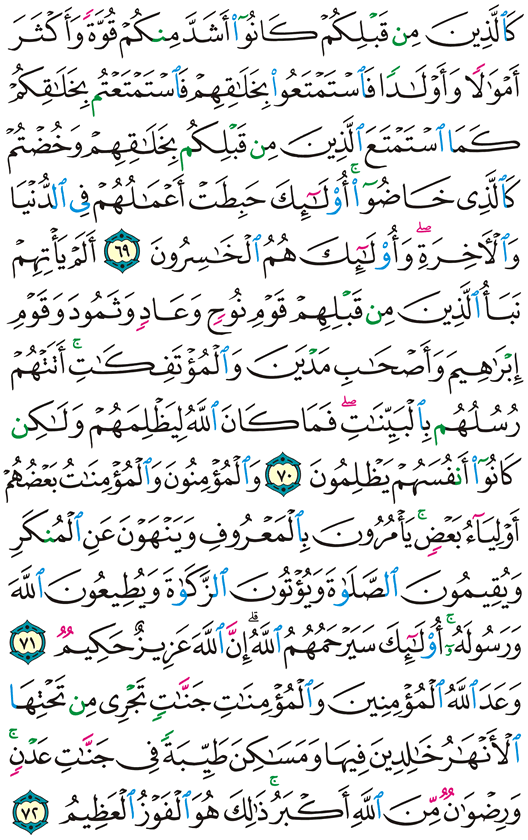 كَٱلَّذِينَ مِن قَبْلِكُمْ كَانُوٓا۟ أَشَدَّ مِنكُمْ قُوَّةً وَأَكْثَرَ
أَمْوَٰلًا وَأَوْلَـٰدًا فَٱسْتَمْتَعُوا۟ بِخَلَـٰقِهِمْ فَٱسْتَمْتَعْتُم بِخَلَـٰقِكُمْ
كَمَا ٱسْتَمْتَعَ ٱلَّذِينَ مِن قَبْلِكُم بِخَلَـٰقِهِمْ وَخُضْتُمْ
كَٱلَّذِى خَاضُوٓا۟ ۚ أُو۟لَـٰٓئِكَ حَبِطَتْ أَعْمَـٰلُهُمْ فِى ٱلدُّنْيَا
وَٱلْـَٔاخِرَةِ ۖ وَأُو۟لَـٰٓئِكَ هُمُ ٱلْخَـٰسِرُونَ ٦٩ أَلَمْ يَأْتِهِمْ
نَبَأُ ٱلَّذِينَ مِن قَبْلِهِمْ قَوْمِ نُوحٍ وَعَادٍ وَثَمُودَ وَقَوْمِ
إِبْرَٰهِيمَ وَأَصْحَـٰبِ مَدْيَنَ وَٱلْمُؤْتَفِكَـٰتِ ۚ أَتَتْهُمْ
رُسُلُهُم بِٱلْبَيِّنَـٰتِ ۖ فَمَا كَانَ ٱللَّهُ لِيَظْلِمَهُمْ وَلَـٰكِن
كَانُوٓا۟ أَنفُسَهُمْ يَظْلِمُونَ ٧٠ وَٱلْمُؤْمِنُونَ وَٱلْمُؤْمِنَـٰتُ بَعْضُهُمْ
أَوْلِيَآءُ بَعْضٍ ۚ يَأْمُرُونَ بِٱلْمَعْرُوفِ وَيَنْهَوْنَ عَنِ ٱلْمُنكَرِ
وَيُقِيمُونَ ٱلصَّلَوٰةَ وَيُؤْتُونَ ٱلزَّكَوٰةَ وَيُطِيعُونَ ٱللَّهَ
وَرَسُولَهُۥٓ ۚ أُو۟لَـٰٓئِكَ سَيَرْحَمُهُمُ ٱللَّهُ ۗ إِنَّ ٱللَّهَ عَزِيزٌ حَكِيمٌ ٧١
وَعَدَ ٱللَّهُ ٱلْمُؤْمِنِينَ وَٱلْمُؤْمِنَـٰتِ جَنَّـٰتٍ تَجْرِى مِن تَحْتِهَا
ٱلْأَنْهَـٰرُ خَـٰلِدِينَ فِيهَا وَمَسَـٰكِنَ طَيِّبَةً فِى جَنَّـٰتِ عَدْنٍ ۚ
وَرِضْوَٰنٌ مِّنَ ٱللَّهِ أَكْبَرُ ۚ ذَٰلِكَ هُوَ ٱلْفَوْزُ ٱلْعَظِيمُ ٧٢